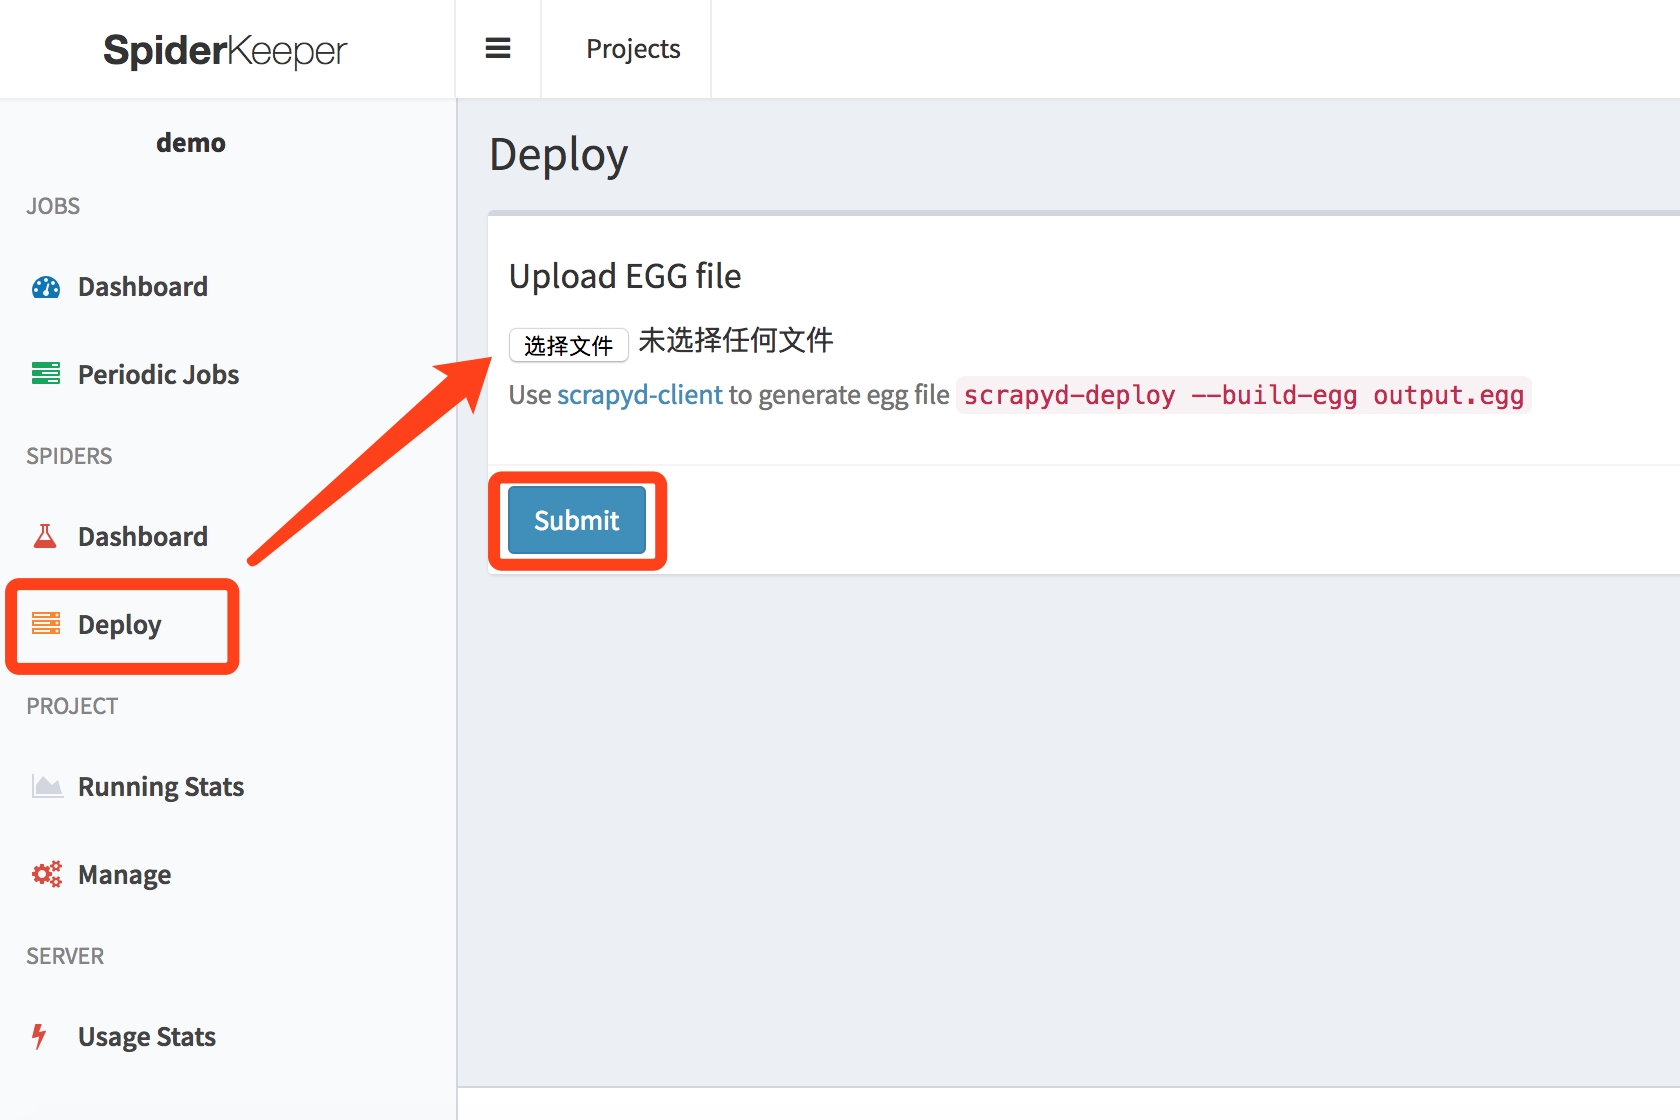 SpiderKeeper
Projects
demo
JOBS
Dashboard
Periodic Jobs
SPIDERS
Dashboard
Deploy
PROJECT
Running Stats
Manage
SERVER
Usage Stats
Deploy
Upload EGG file
选择文件 未选择任何文件
Use scrapyd-client to generate egg file scrapyd-deploy --build-egg output.egg
Submit